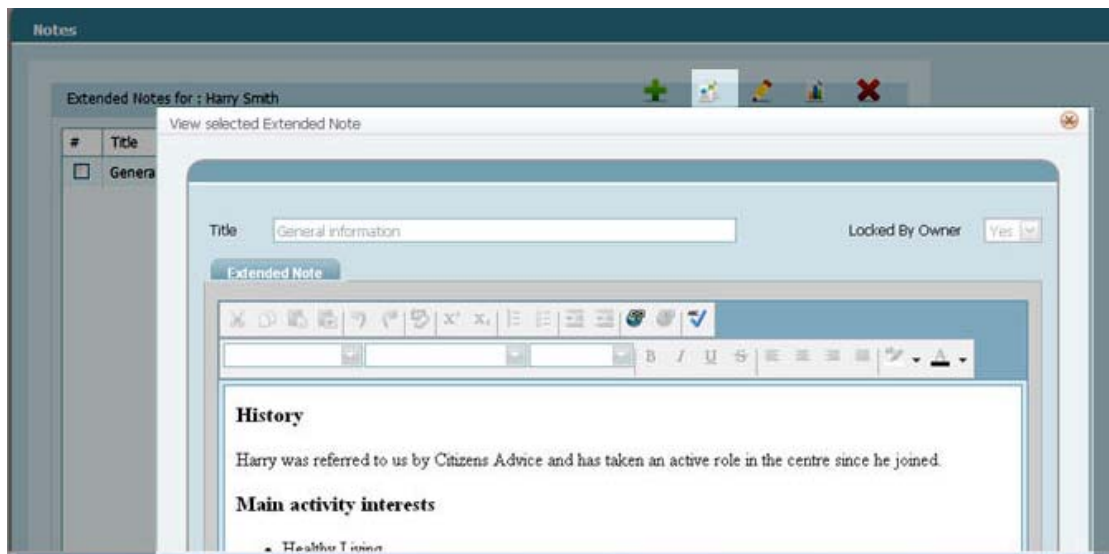 Notes
Extended Notes for : Harry Smith
View selected Extended Note
# Title
Genera
Title General information Locked By Owner Yes
Extended Note
B I U S A
History
Harry was referred to us by Citizens Advice and has taken an active role in the centre since he joined.
Main activity interests
• Healthy Living